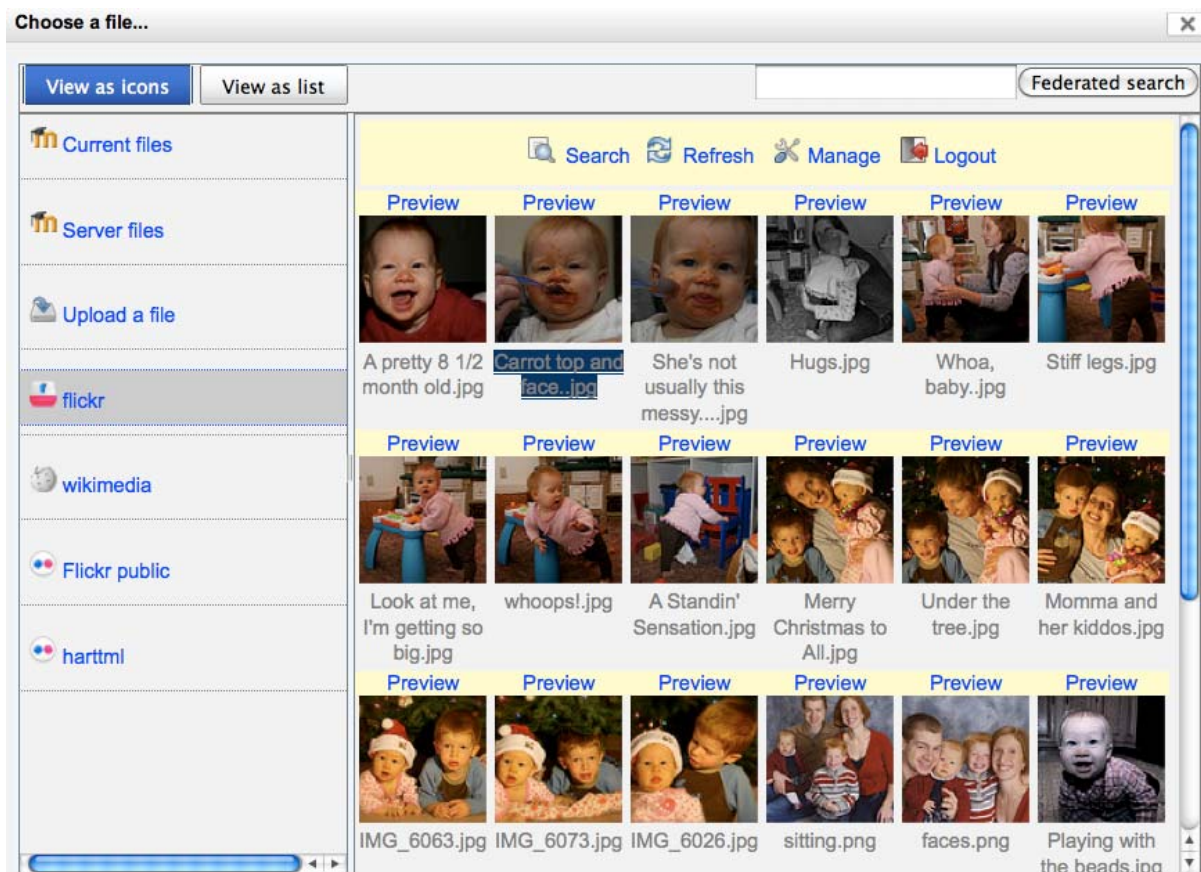 Choose a file...
View as icons
View as list
Federated search
Current files
Server files
Upload a file
flickr
wikimedia
Flickr public
harttml
Search
Refresh
Manage
Logout
Preview Preview Preview Preview Preview Preview
A pretty 8 1/2
month old.jpg
Carrot top and
face..jpg
She's not
usually this
messy....jpg
Hugs.jpg
Whoa,
baby..jpg
Stiff legs.jpg
Preview Preview Preview Preview Preview Preview
Look at me,
I'm getting so
big.jpg
whoops!.jpg
A Standin'
Sensation.jpg
Merry
Christmas to
All.jpg
Under the
tree.jpg
Momma and
her kiddos.jpg
Preview Preview Preview Preview Preview Preview
IMG_6063.jpg
IMG_6073.jpg
IMG_6026.jpg
sitting.png
faces.png
Playing with
the beads.jpg